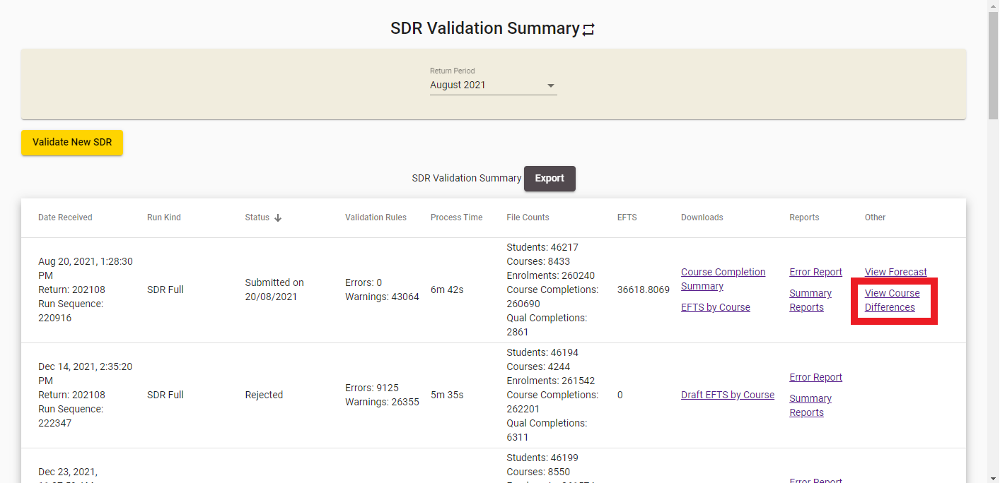 SDR Validation Summary
Return Period
August 2021
Validate New SDR
SDR Validation Summary Export
Date Received Run Kind Status Validation Rules Process Time File Counts EFTS Downloads Reports Other
Aug 20, 2021, 1:28:30
PM
Return: 202108
Run Sequence:
220916
SDR Full
Submitted on
20/08/2021
Errors: 0
Warnings: 43064
6m 42s
Students: 46217
Courses: 8433
Enrolments: 260240
Course Completions:
260690
Qual Completions:
2861
36618.8069
Course Completion
Summary
EFTS by Course
Error Report
Summary
Reports
View Forecast
View Course
Differences
Dec 14, 2021, 2:35:20
PM
Return: 202108
Run Sequence:
222347
SDR Full
Rejected
Errors: 9125
Warnings: 26355
5m 35s
Students: 46194
Courses: 4244
Enrolments: 261542
Course Completions:
262201
Qual Completions:
6311
0
Draft EFTS by Course
Error Report
Summary
Reports
Dec 23, 2021,
Students: 46199
Courses: 8550
Error Report